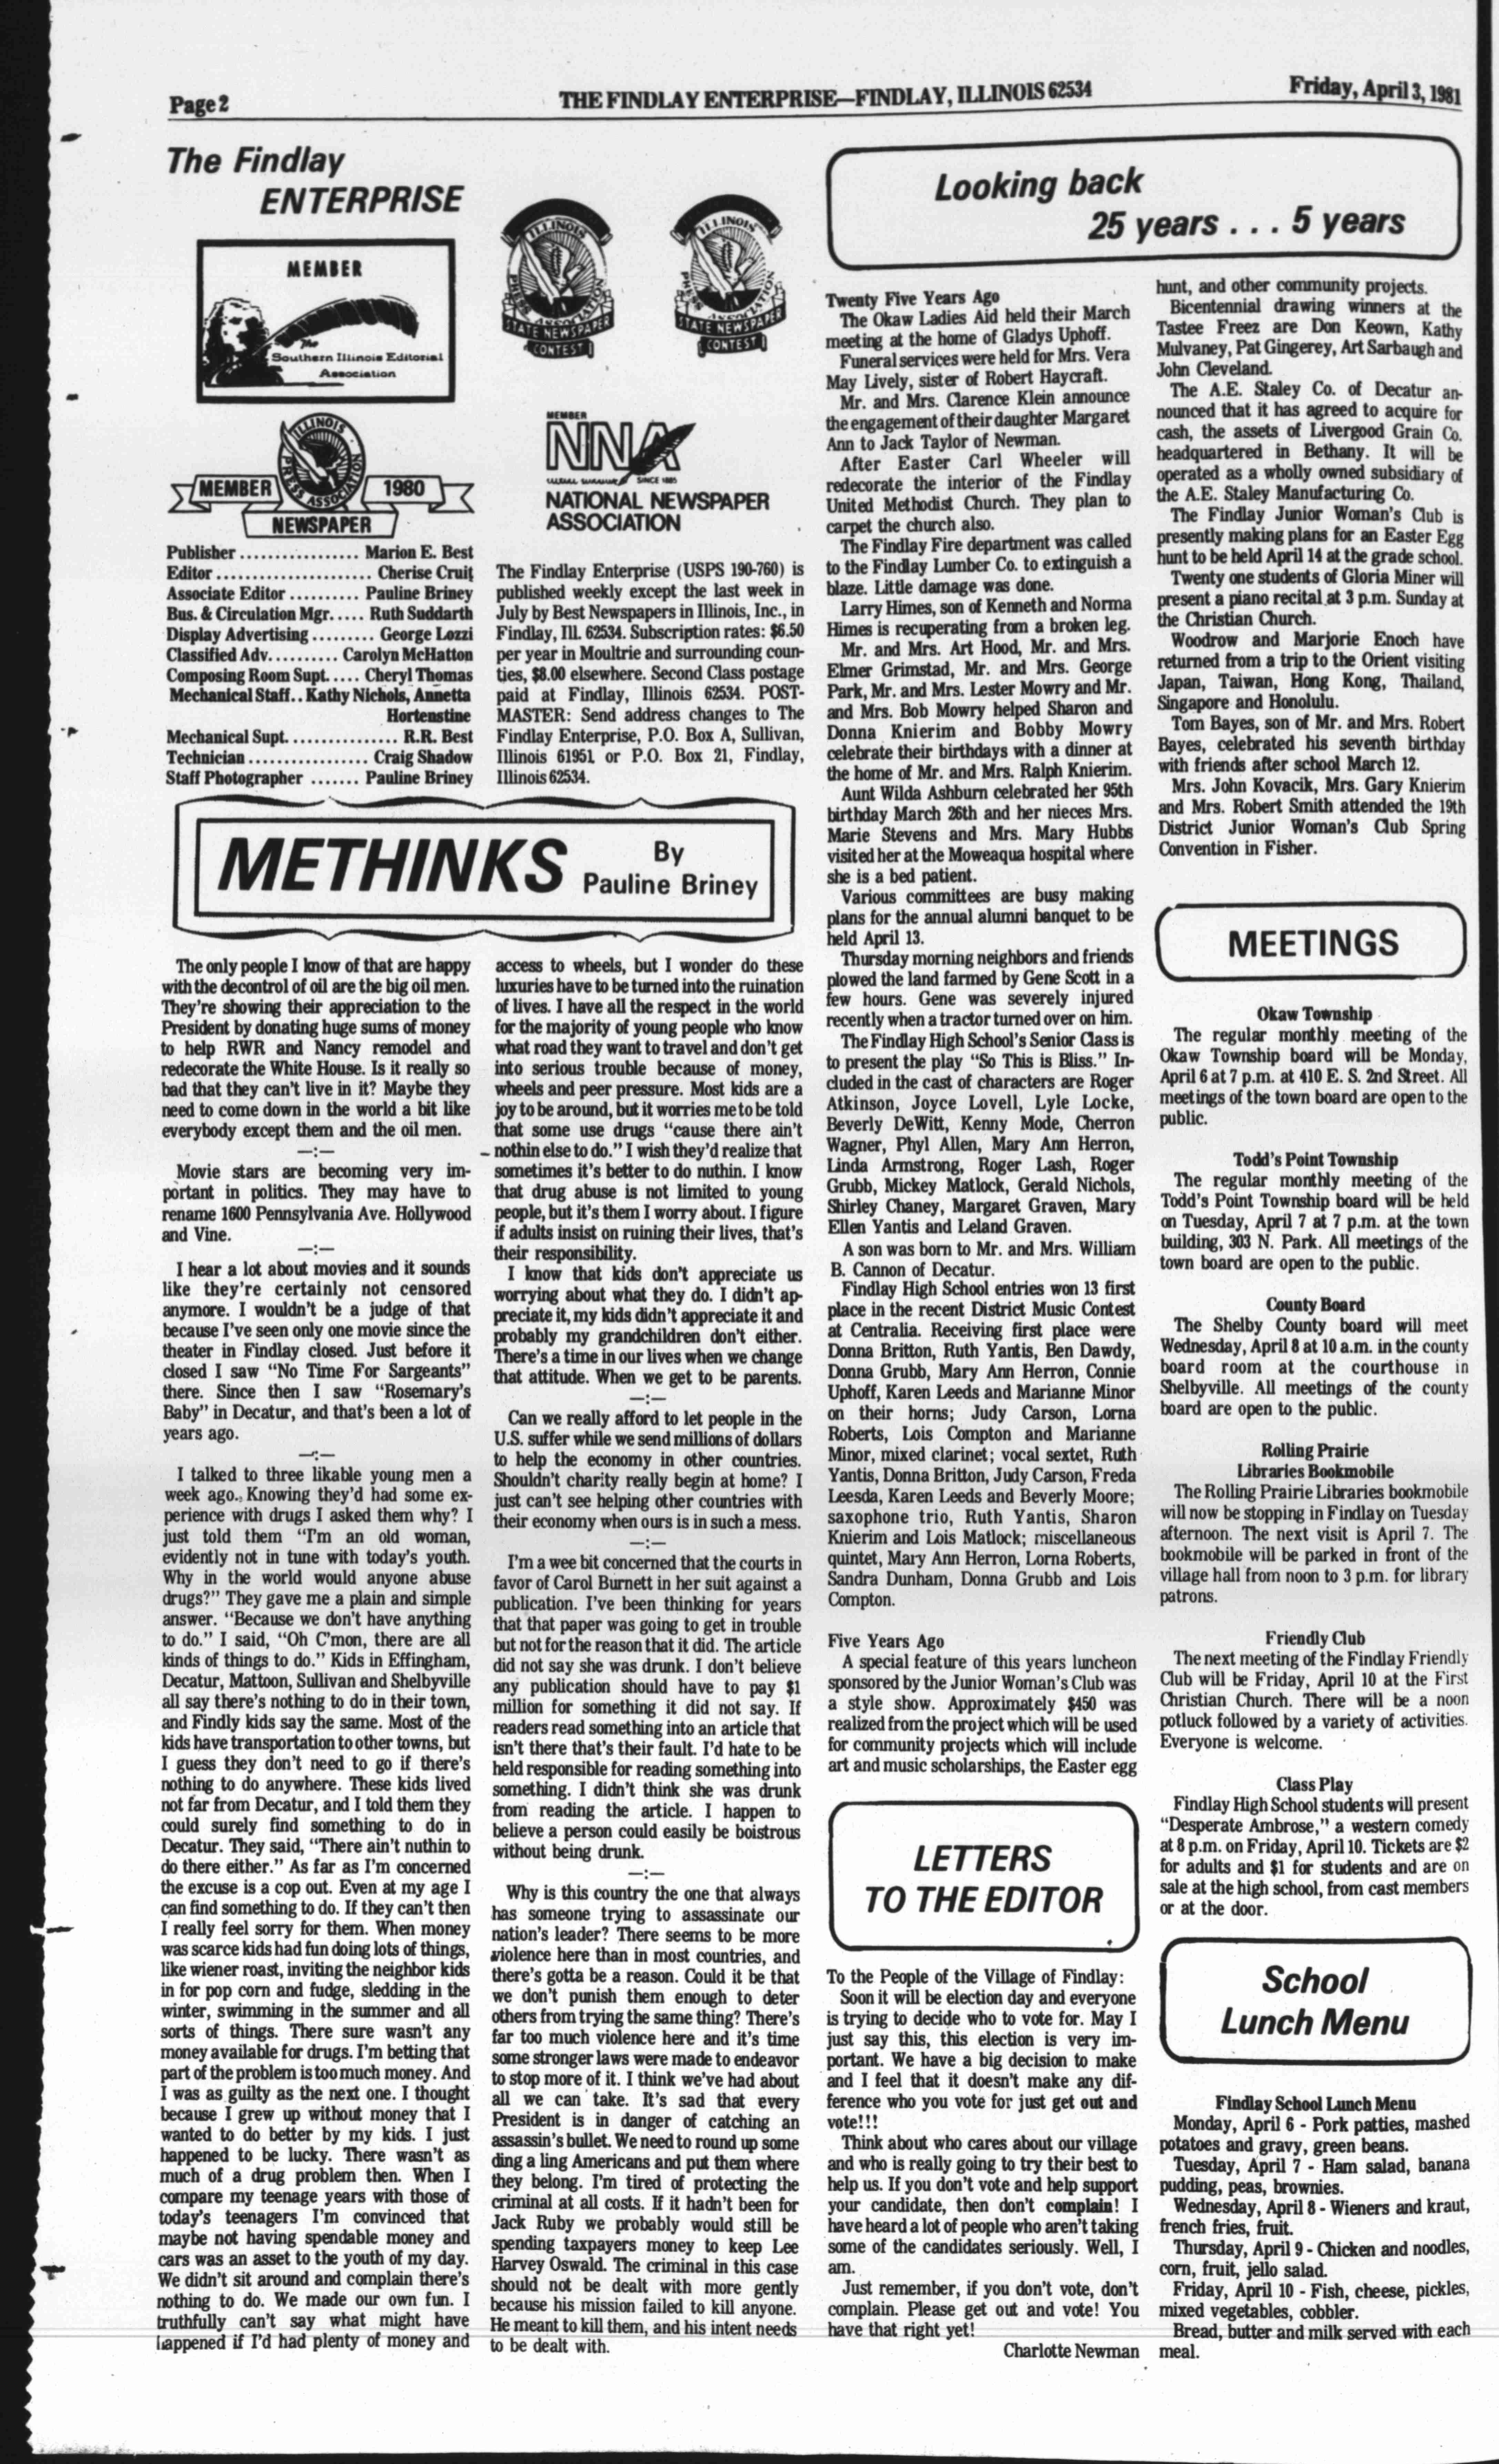 Page 2
THE FINDLAY ENTERPRISE—FINDLAY, ILLINOIS 62534
Friday, April 3, 1981
The Findlay
ENTERPRISE
MEMBER
The
Southern Illinois Editorial
Association
ILLINOIS
PRESS ASSOCIATION
MEMBER
1980
NEWSPAPER
ILLINOIS
PRESS ASSOCIATION
STATE NEWSPAPER
CONTEST
ILLINOIS
PRESS ASSOCIATION
STATE NEWSPAPER
CONTEST
MEMBER
NNA
SINCE 1885
NATIONAL NEWSPAPER
ASSOCIATION
Publisher ................. Marion E. Best
Editor ...................... Cherise Cruit
Associate Editor .......... Pauline Briney
Bus. & Circulation Mgr..... Ruth Suddarth
Display Advertising ......... George Lozzi
Classified Adv.......... Carolyn McHatton
Composing Room Supt..... Cheryl Thomas
Mechanical Staff.. Kathy Nichols, Annetta
Hortenstine
Mechanical Supt................ R.R. Best
Technician ................. Craig Shadow
Staff Photographer ....... Pauline Briney
The Findlay Enterprise (USPS 190-760) is
published weekly except the last week in
July by Best Newspapers in Illinois, Inc., in
Findlay, Ill. 62534. Subscription rates: $6.50
per year in Moultrie and surrounding coun-
ties, $8.00 elsewhere. Second Class postage
paid at Findlay, Illinois 62534. POST-
MASTER: Send address changes to The
Findlay Enterprise, P.O. Box A, Sullivan,
Illinois 61951 or P.O. Box 21, Findlay,
Illinois 62534.
METHINKS
By
Pauline Briney
The only people I know of that are happy
with the decontrol of oil are the big oil men.
They're showing their appreciation to the
President by donating huge sums of money
to help RWR and Nancy remodel and
redecorate the White House. Is it really so
bad that they can't live in it? Maybe they
need to come down in the world a bit like
everybody except them and the oil men.
—:—
Movie stars are becoming very im-
portant in politics. They may have to
rename 1600 Pennsylvania Ave. Hollywood
and Vine.
—:—
I hear a lot about movies and it sounds
like they're certainly not censored
anymore. I wouldn't be a judge of that
because I've seen only one movie since the
theater in Findlay closed. Just before it
closed I saw "No Time For Sargeants"
there. Since then I saw "Rosemary's
Baby" in Decatur, and that's been a lot of
years ago.
—:—
I talked to three likable young men a
week ago. Knowing they'd had some ex-
perience with drugs I asked them why? I
just told them "I'm an old woman,
evidently not in tune with today's youth.
Why in the world would anyone abuse
drugs?" They gave me a plain and simple
answer. "Because we don't have anything
to do." I said, "Oh C'mon, there are all
kinds of things to do." Kids in Effingham,
Decatur, Mattoon, Sullivan and Shelbyville
all say there's nothing to do in their town,
and Findly kids say the same. Most of the
kids have transportation to other towns, but
I guess they don't need to go if there's
nothing to do anywhere. These kids lived
not far from Decatur, and I told them they
could surely find something to do in
Decatur. They said, "There ain't nuthin to
do there either." As far as I'm concerned
the excuse is a cop out. Even at my age I
can find something to do. If they can't then
I really feel sorry for them. When money
was scarce kids had fun doing lots of things,
like wiener roast, inviting the neighbor kids
in for pop corn and fudge, sledding in the
winter, swimming in the summer and all
sorts of things. There sure wasn't any
money available for drugs. I'm betting that
part of the problem is too much money. And
I was as guilty as the next one. I thought
because I grew up without money that I
wanted to do better by my kids. I just
happened to be lucky. There wasn't as
much of a drug problem then. When I
compare my teenage years with those of
today's teenagers I'm convinced that
maybe not having spendable money and
cars was an asset to the youth of my day.
We didn't sit around and complain there's
nothing to do. We made our own fun. I
truthfully can't say what might have
happened if I'd had plenty of money and
access to wheels, but I wonder do these
luxuries have to be turned into the ruination
of lives. I have all the respect in the world
for the majority of young people who know
what road they want to travel and don't get
into serious trouble because of money,
wheels and peer pressure. Most kids are a
joy to be around, but it worries me to be told
that some use drugs "cause there ain't
nothin else to do." I wish they'd realize that
sometimes it's better to do nuthin. I know
that drug abuse is not limited to young
people, but it's them I worry about. I figure
if adults insist on ruining their lives, that's
their responsibility.
I know that kids don't appreciate us
worrying about what they do. I didn't ap-
preciate it, my kids didn't appreciate it and
probably my grandchildren don't either.
There's a time in our lives when we change
that attitude. When we get to be parents.
—:—
Can we really afford to let people in the
U.S. suffer while we send millions of dollars
to help the economy in other countries.
Shouldn't charity really begin at home? I
just can't see helping other countries with
their economy when ours is in such a mess.
—:—
I'm a wee bit concerned that the courts in
favor of Carol Burnett in her suit against a
publication. I've been thinking for years
that that paper was going to get in trouble
but not for the reason that it did. The article
did not say she was drunk. I don't believe
any publication should have to pay $1
million for something it did not say. If
readers read something into an article that
isn't there that's their fault. I'd hate to be
held responsible for reading something into
something. I didn't think she was drunk
from reading the article. I happen to
believe a person could easily be boistrous
without being drunk.
—:—
Why is this country the one that always
has someone trying to assassinate our
nation's leader? There seems to be more
violence here than in most countries, and
there's gotta be a reason. Could it be that
we don't punish them enough to deter
others from trying the same thing? There's
far too much violence here and it's time
some stronger laws were made to endeavor
to stop more of it. I think we've had about
all we can take. It's sad that every
President is in danger of catching an
assassin's bullet. We need to round up some
ding a ling Americans and put them where
they belong. I'm tired of protecting the
criminal at all costs. If it hadn't been for
Jack Ruby we probably would still be
spending taxpayers money to keep Lee
Harvey Oswald. The criminal in this case
should not be dealt with more gently
because his mission failed to kill anyone.
He meant to kill them, and his intent needs
to be dealt with.
Looking back
25 years . . . 5 years
Twenty Five Years Ago
The Okaw Ladies Aid held their March
meeting at the home of Gladys Uphoff.
Funeral services were held for Mrs. Vera
May Lively, sister of Robert Haycraft.
Mr. and Mrs. Clarence Klein announce
the engagement of their daughter Margaret
Ann to Jack Taylor of Newman.
After Easter Carl Wheeler will
redecorate the interior of the Findlay
United Methodist Church. They plan to
carpet the church also.
The Findlay Fire department was called
to the Findlay Lumber Co. to extinguish a
blaze. Little damage was done.
Larry Himes, son of Kenneth and Norma
Himes is recuperating from a broken leg.
Mr. and Mrs. Art Hood, Mr. and Mrs.
Elmer Grimstad, Mr. and Mrs. George
Park, Mr. and Mrs. Lester Mowry and Mr.
and Mrs. Bob Mowry helped Sharon and
Donna Knierim and Bobby Mowry
celebrate their birthdays with a dinner at
the home of Mr. and Mrs. Ralph Knierim.
Aunt Wilda Ashburn celebrated her 95th
birthday March 26th and her nieces Mrs.
Marie Stevens and Mrs. Mary Hubbs
visited her at the Moweaqua hospital where
she is a bed patient.
Various committees are busy making
plans for the annual alumni banquet to be
held April 13.
Thursday morning neighbors and friends
plowed the land farmed by Gene Scott in a
few hours. Gene was severely injured
recently when a tractor turned over on him.
The Findlay High School's Senior Class is
to present the play "So This is Bliss." In-
cluded in the cast of characters are Roger
Atkinson, Joyce Lovell, Lyle Locke,
Beverly DeWitt, Kenny Mode, Cherron
Wagner, Phyl Allen, Mary Ann Herron,
Linda Armstrong, Roger Lash, Roger
Grubb, Mickey Matlock, Gerald Nichols,
Shirley Chaney, Margaret Graven, Mary
Ellen Yantis and Leland Graven.
A son was born to Mr. and Mrs. William
B. Cannon of Decatur.
Findlay High School entries won 13 first
place in the recent District Music Contest
at Centralia. Receiving first place were
Donna Britton, Ruth Yantis, Ben Dawdy,
Donna Grubb, Mary Ann Herron, Connie
Uphoff, Karen Leeds and Marianne Minor
on their horns; Judy Carson, Lorna
Roberts, Lois Compton and Marianne
Minor, mixed clarinet; vocal sextet, Ruth
Yantis, Donna Britton, Judy Carson, Freda
Leesda, Karen Leeds and Beverly Moore;
saxophone trio, Ruth Yantis, Sharon
Knierim and Lois Matlock; miscellaneous
quintet, Mary Ann Herron, Lorna Roberts,
Sandra Dunham, Donna Grubb and Lois
Compton.
Five Years Ago
A special feature of this years luncheon
sponsored by the Junior Woman's Club was
a style show. Approximately $450 was
realized from the project which will be used
for community projects which will include
art and music scholarships, the Easter egg
hunt, and other community projects.
Bicentennial drawing winners at the
Tastee Freez are Don Keown, Kathy
Mulvaney, Pat Gingerey, Art Sarbaugh and
John Cleveland.
The A.E. Staley Co. of Decatur an-
nounced that it has agreed to acquire for
cash, the assets of Livergood Grain Co.
headquartered in Bethany. It will be
operated as a wholly owned subsidiary of
the A.E. Staley Manufacturing Co.
The Findlay Junior Woman's Club is
presently making plans for an Easter Egg
hunt to be held April 14 at the grade school.
Twenty one students of Gloria Miner will
present a piano recital at 3 p.m. Sunday at
the Christian Church.
Woodrow and Marjorie Enoch have
returned from a trip to the Orient visiting
Japan, Taiwan, Hong Kong, Thailand,
Singapore and Honolulu.
Tom Bayes, son of Mr. and Mrs. Robert
Bayes, celebrated his seventh birthday
with friends after school March 12.
Mrs. John Kovacik, Mrs. Gary Knierim
and Mrs. Robert Smith attended the 19th
District Junior Woman's Club Spring
Convention in Fisher.
LETTERS
TO THE EDITOR
To the People of the Village of Findlay:
Soon it will be election day and everyone
is trying to decide who to vote for. May I
just say this, this election is very im-
portant. We have a big decision to make
and I feel that it doesn't make any dif-
ference who you vote for just get out and
vote!!!
Think about who cares about our village
and who is really going to try their best to
help us. If you don't vote and help support
your candidate, then don't complain! I
have heard a lot of people who aren't taking
some of the candidates seriously. Well, I
am.
Just remember, if you don't vote, don't
complain. Please get out and vote! You
have that right yet!
Charlotte Newman
MEETINGS
Okaw Township
The regular monthly meeting of the
Okaw Township board will be Monday,
April 6 at 7 p.m. at 410 E. S. 2nd Street. All
meetings of the town board are open to the
public.
Todd's Point Township
The regular monthly meeting of the
Todd's Point Township board will be held
on Tuesday, April 7 at 7 p.m. at the town
building, 303 N. Park. All meetings of the
town board are open to the public.
County Board
The Shelby County board will meet
Wednesday, April 8 at 10 a.m. in the county
board room at the courthouse in
Shelbyville. All meetings of the county
board are open to the public.
Rolling Prairie
Libraries Bookmobile
The Rolling Prairie Libraries bookmobile
will now be stopping in Findlay on Tuesday
afternoon. The next visit is April 7. The
bookmobile will be parked in front of the
village hall from noon to 3 p.m. for library
patrons.
Friendly Club
The next meeting of the Findlay Friendly
Club will be Friday, April 10 at the First
Christian Church. There will be a noon
potluck followed by a variety of activities.
Everyone is welcome.
Class Play
Findlay High School students will present
"Desperate Ambrose," a western comedy
at 8 p.m. on Friday, April 10. Tickets are $2
for adults and $1 for students and are on
sale at the high school, from cast members
or at the door.
School
Lunch Menu
Findlay School Lunch Menu
Monday, April 6 - Pork patties, mashed
potatoes and gravy, green beans.
Tuesday, April 7 - Ham salad, banana
pudding, peas, brownies.
Wednesday, April 8 - Wieners and kraut,
french fries, fruit.
Thursday, April 9 - Chicken and noodles,
corn, fruit, jello salad.
Friday, April 10 - Fish, cheese, pickles,
mixed vegetables, cobbler.
Bread, butter and milk served with each
meal.